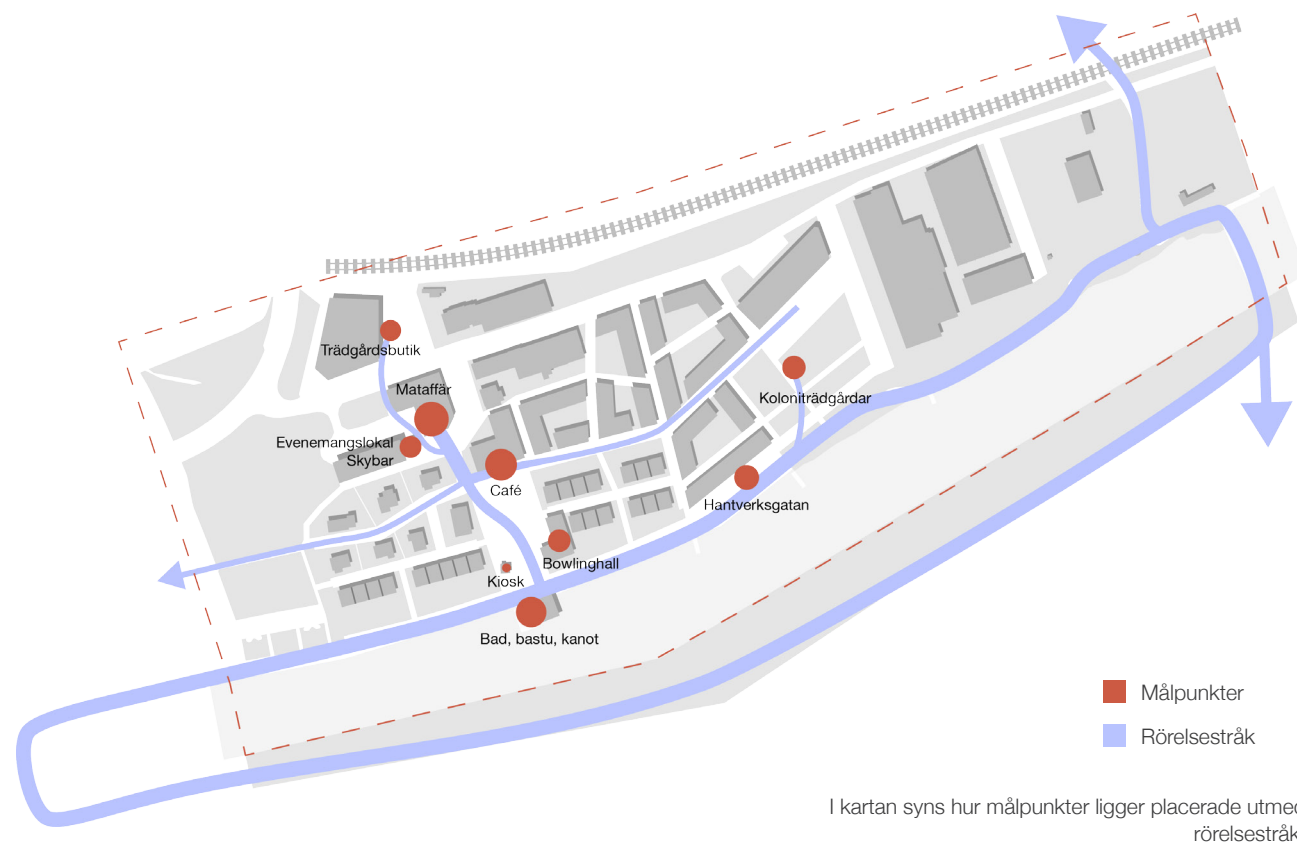 Trädgårdsbutik
Mataffär
Evenemangslokal
Skybar
Café
Koloniträdgårdar
Hantverksgatan
Bowlinghall
Kiosk
Bad, bastu, kanot
Målpunkter
Rörelsestråk
I kartan syns hur målpunkter ligger placerade utmed
rörelsestråk